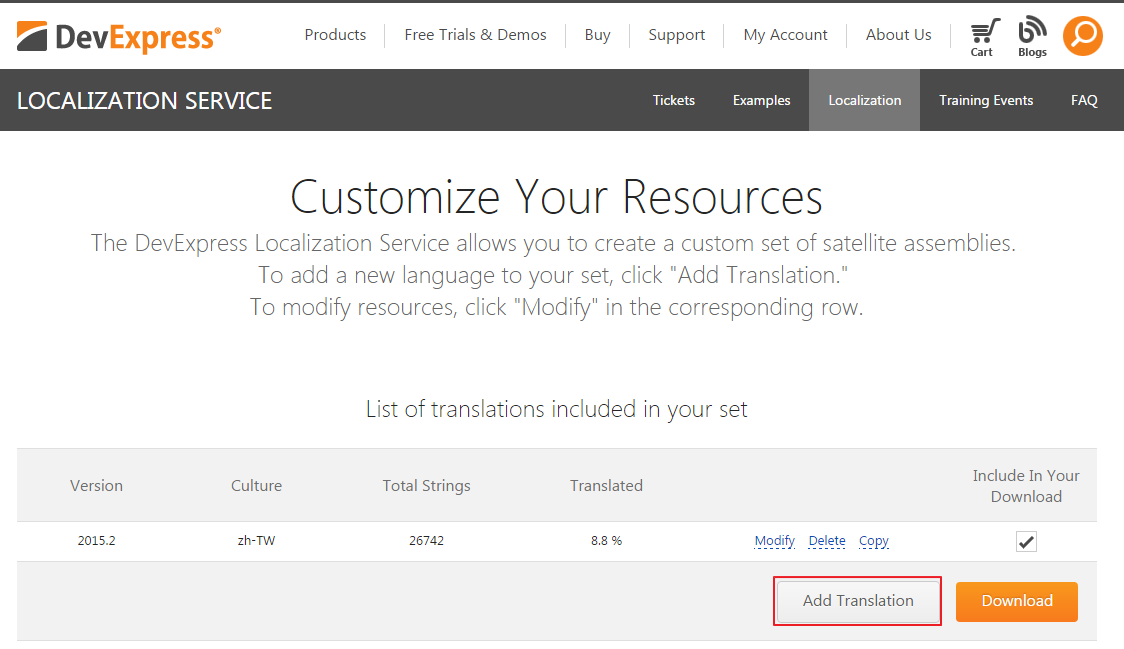 DevExpress®
Products
Free Trials & Demos
Buy
Support
My Account
About Us
Cart
Blogs
LOCALIZATION SERVICE
Tickets
Examples
Localization
Training Events
FAQ
Customize Your Resources
The DevExpress Localization Service allows you to create a custom set of satellite assemblies.
To add a new language to your set, click "Add Translation."
To modify resources, click "Modify" in the corresponding row.
List of translations included in your set
Version
Culture
Total Strings
Translated
Include In Your
Download
2015.2
zh-TW
26742
8.8 %
Modify
Delete
Copy
Add Translation
Download